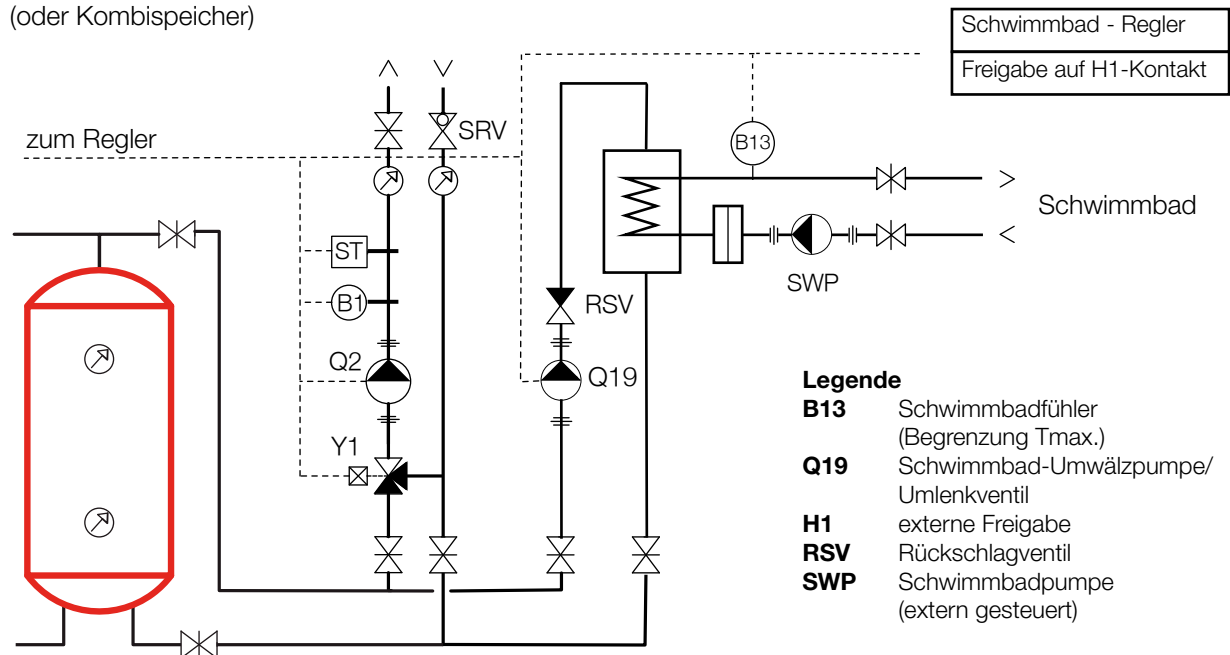 (oder Kombispeicher)
Schwimmbad - Regler
Freigabe auf H1-Kontakt
zum Regler
SRV
B13
Schwimmbad
ST
SWP
B1
RSV
Q2
Q19
Y1
Legende
B13 Schwimmbadfühler
(Begrenzung Tmax.)
Q19 Schwimmbad-Umwälzpumpe/
Umlenkventil
H1 externe Freigabe
RSV Rückschlagventil
SWP Schwimmbadpumpe
(extern gesteuert)